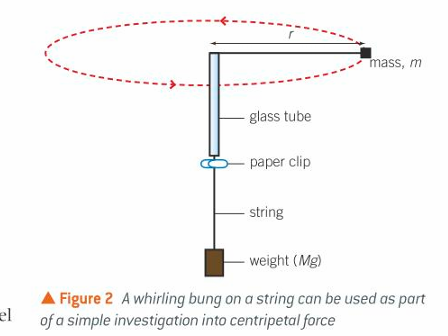 r
mass, m
glass tube
paper clip
string
weight (Mg)
▲ Figure 2 A whirling bung on a string can be used as part
of a simple investigation into centripetal force
el